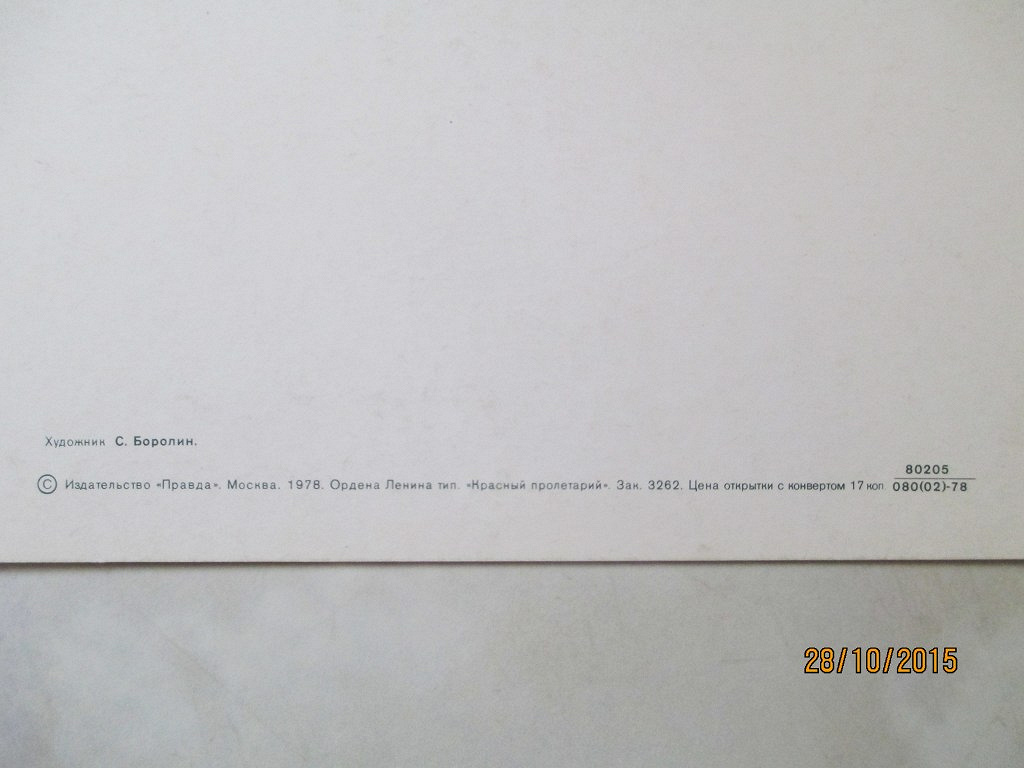 Художник С. Боролин.
80205
© Издательство «Правда». Москва. 1978. Ордена Ленина тип. «Красный пролетарий». Зак. 3262. Цена открытки с конвертом 17 коп. 080(02)-78
28/10/2015